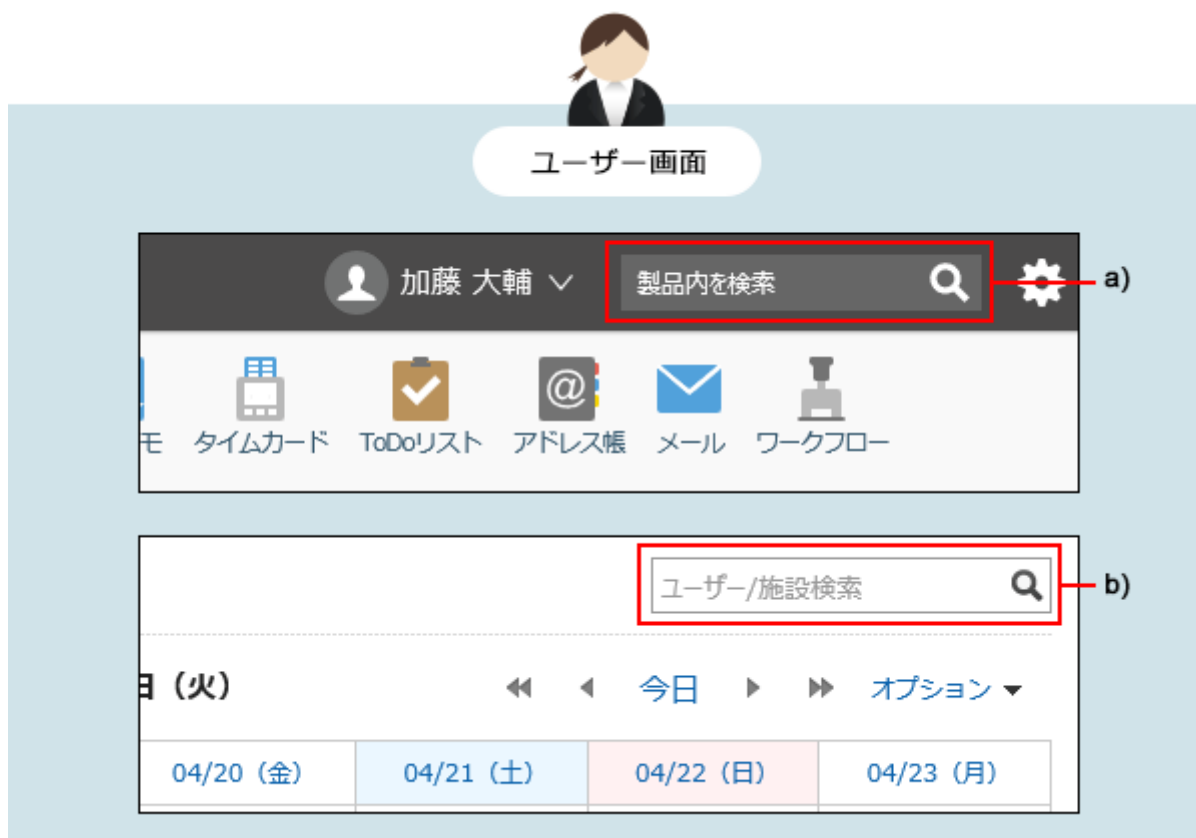 ユーザー画面
加藤 大輔
製品内を検索
a)
モ タイムカード ToDoリスト アドレス帳 メール ワークフロー
ユーザー/施設検索
b)
日（火） 今日 オプション
04/20（金） 04/21（土） 04/22（日） 04/23（月）